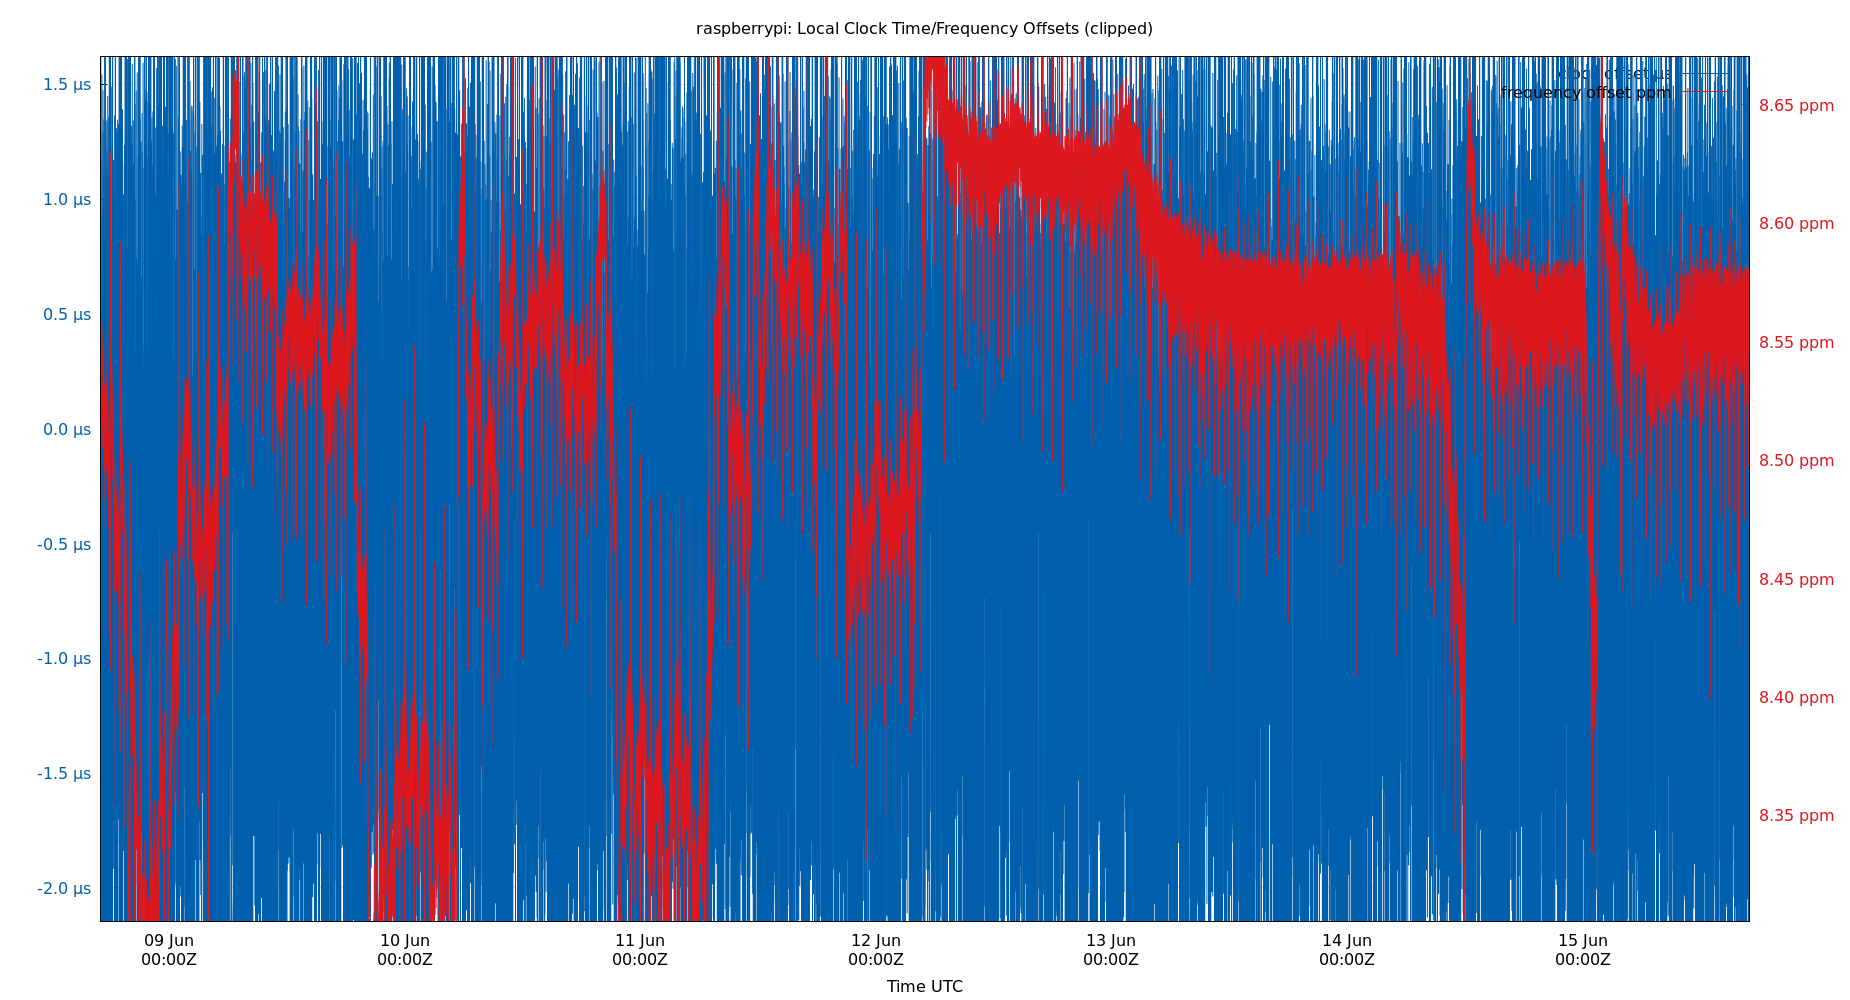 raspberrypi: Local Clock Time/Frequency Offsets (clipped)
clock offset µs
frequency offset ppm
1.5 µs
1.0 µs
0.5 µs
0.0 µs
-0.5 µs
-1.0 µs
-1.5 µs
-2.0 µs
8.65 ppm
8.60 ppm
8.55 ppm
8.50 ppm
8.45 ppm
8.40 ppm
8.35 ppm
09 Jun 10 Jun 11 Jun 12 Jun 13 Jun 14 Jun 15 Jun
00:00Z 00:00Z 00:00Z 00:00Z 00:00Z 00:00Z 00:00Z
Time UTC